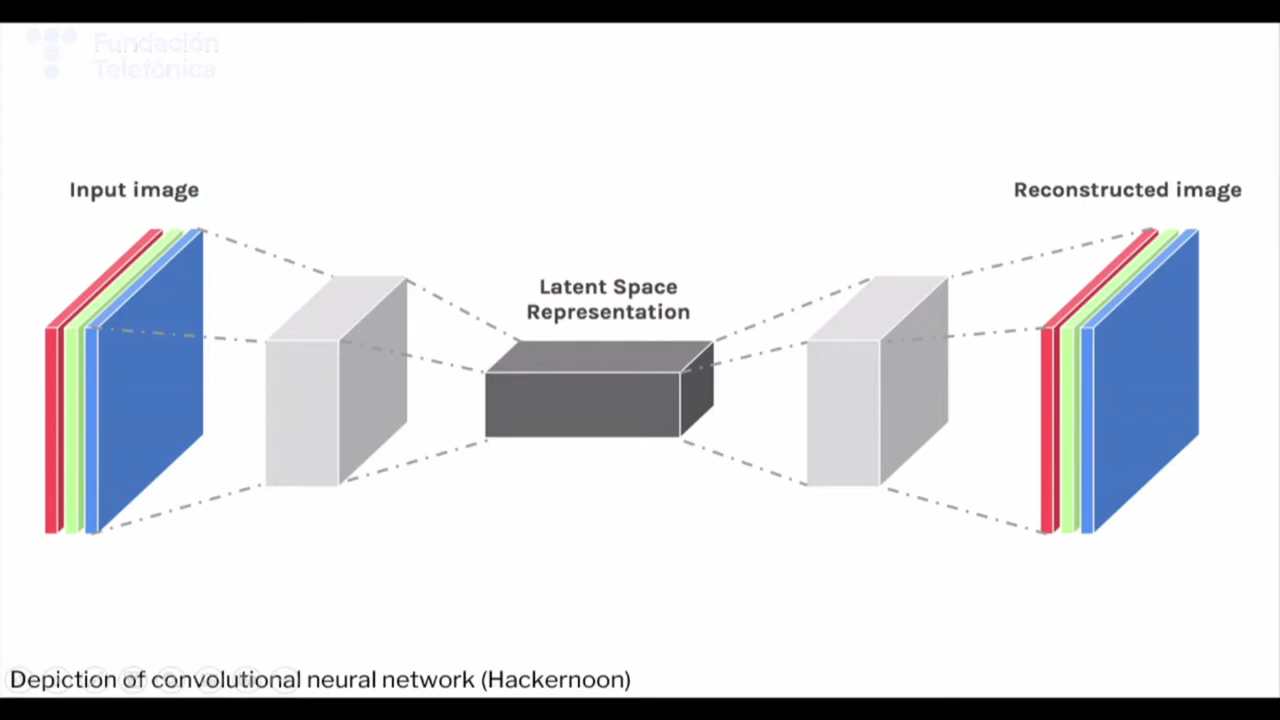 Fundación
Telefónica
Input image
Reconstructed image
Latent Space
Representation
Depiction of convolutional neural network (Hackernoon)